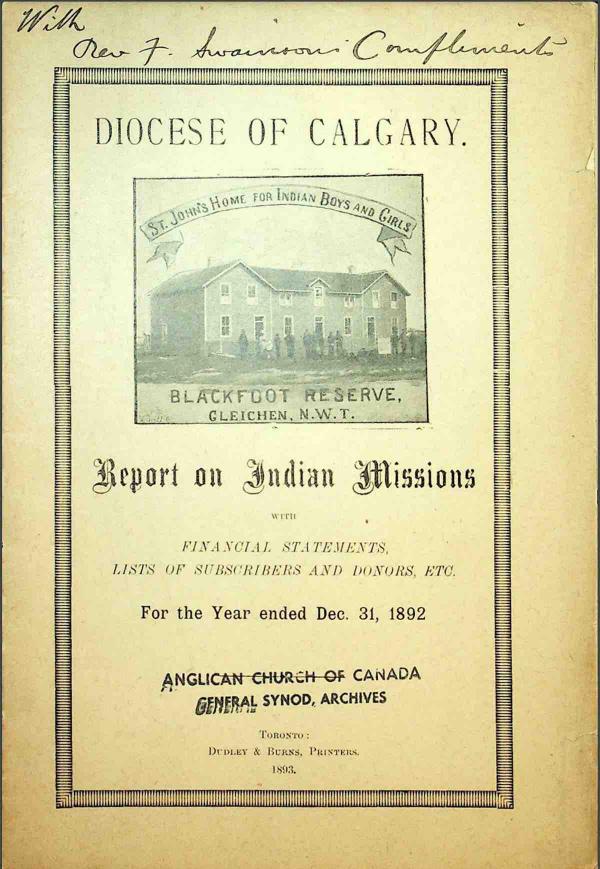 With
Rev F. Swainson's Compliments
DIOCESE OF CALGARY.
ST. JOHN'S HOME FOR INDIAN BOYS AND GIRLS
BLACKFOOT RESERVE,
GLEICHEN, N.W.T.
Report on Indian Missions
WITH
FINANCIAL STATEMENTS,
LISTS OF SUBSCRIBERS AND DONORS, ETC.
For the Year ended Dec. 31, 1892
ANGLICAN CHURCH OF CANADA
GENERAL SYNOD, ARCHIVES
TORONTO:
DUDLEY & BURNS, PRINTERS.
1893.